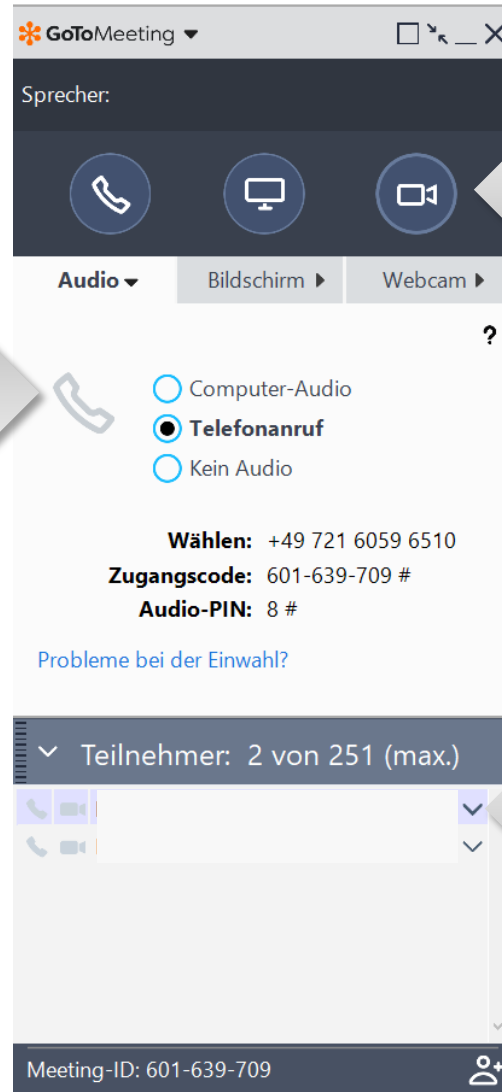 GoToMeeting
Sprecher:
Audio Bildschirm Webcam
?
Computer-Audio
Telefonanruf
Kein Audio
Wählen: +49 721 6059 6510
Zugangscode: 601-639-709 #
Audio-PIN: 8 #
Probleme bei der Einwahl?
Teilnehmer: 2 von 251 (max.)
Meeting-ID: 601-639-709